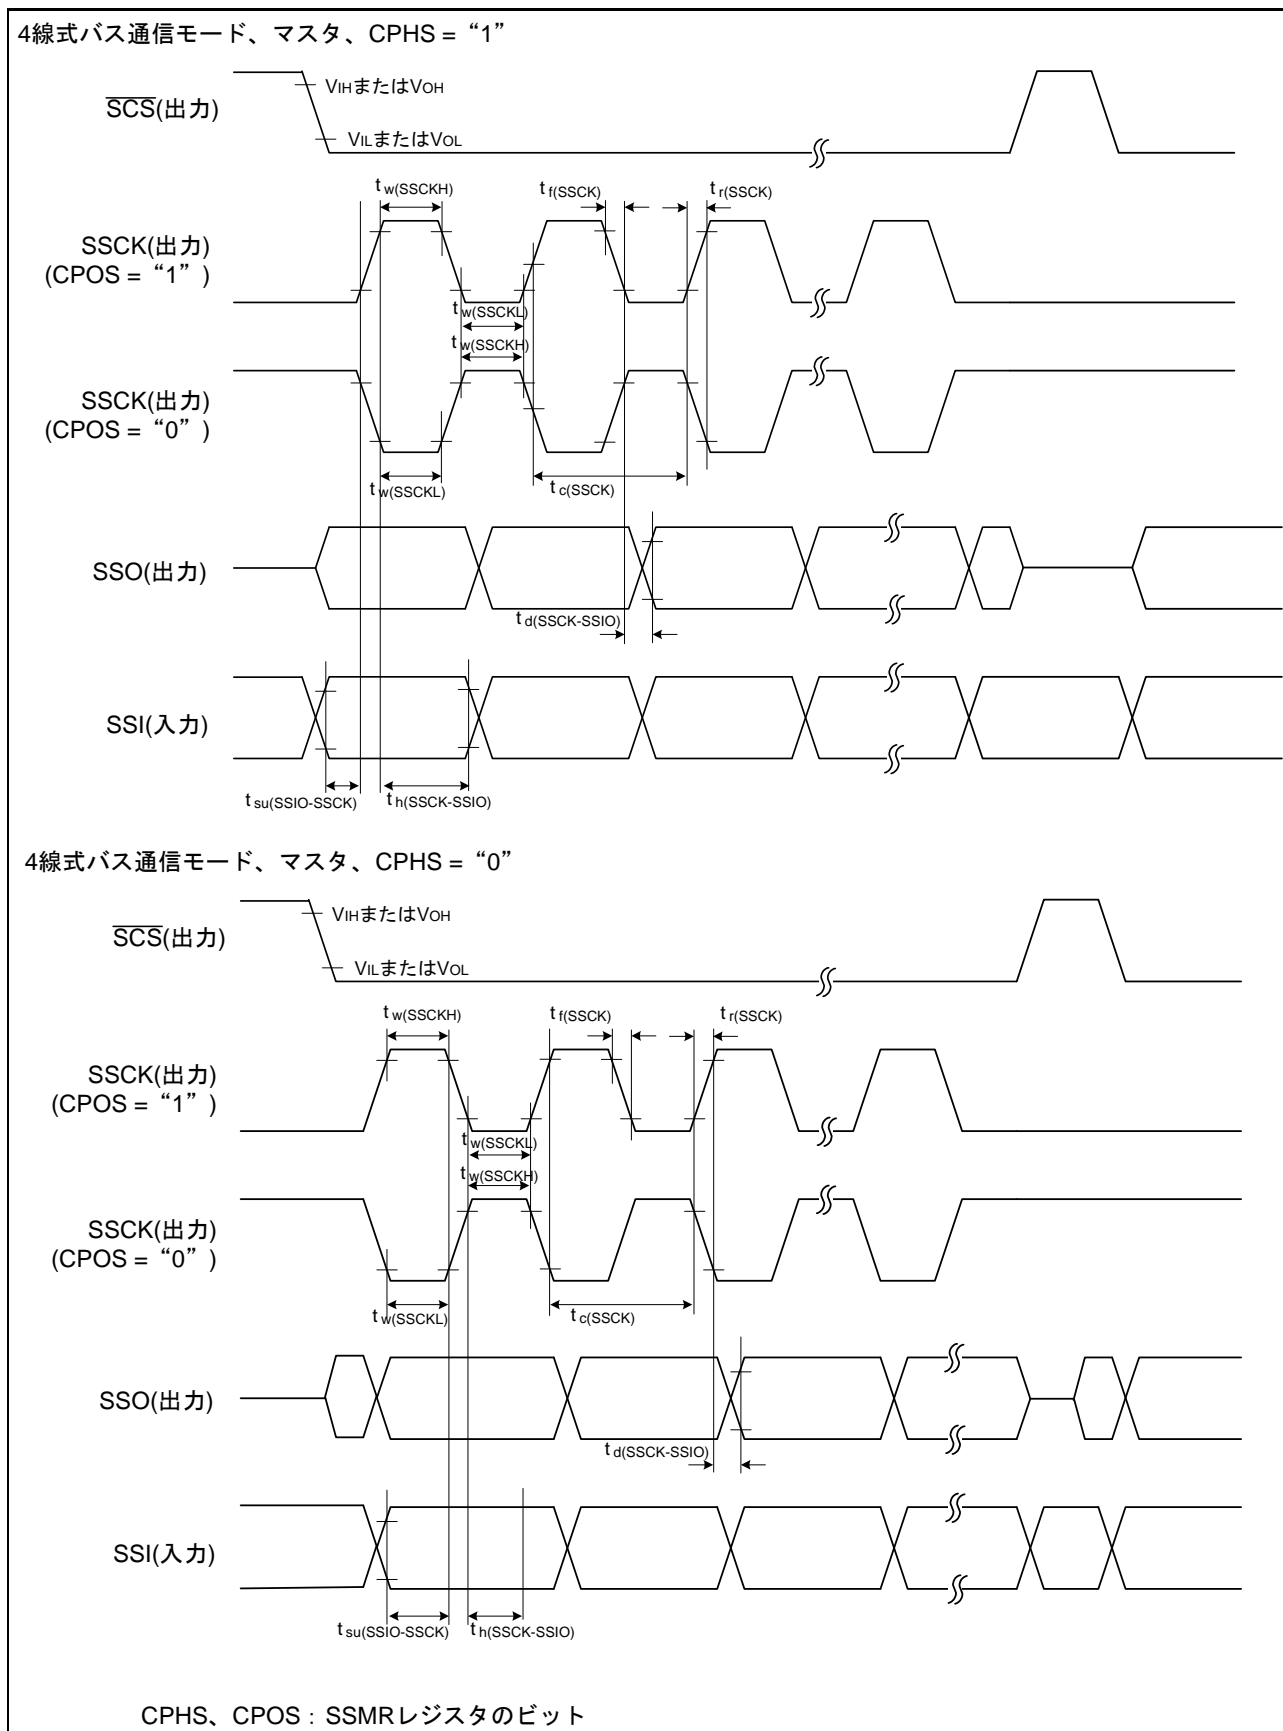 4線式バス通信モード、マスタ、CPHS = “1”
VIHまたはVOH
SCS(出力)
VILまたはVOL
tw(SSCKH)
tf(SSCK)
tr(SSCK)
SSCK(出力)
(CPOS = “1” )
tw(SSCKL)
tw(SSCKH)
SSCK(出力)
(CPOS = “0” )
tw(SSCKL)
tc(SSCK)
SSO(出力)
td(SSCK-SSIO)
SSI(入力)
tsu(SSIO-SSCK)
th(SSCK-SSIO)
4線式バス通信モード、マスタ、CPHS = “0”
VIHまたはVOH
SCS(出力)
VILまたはVOL
tw(SSCKH)
tf(SSCK)
tr(SSCK)
SSCK(出力)
(CPOS = “1” )
tw(SSCKL)
tw(SSCKH)
SSCK(出力)
(CPOS = “0” )
tw(SSCKL)
tc(SSCK)
SSO(出力)
td(SSCK-SSIO)
SSI(入力)
tsu(SSIO-SSCK)
th(SSCK-SSIO)
CPHS、CPOS : SSMRレジスタのビット